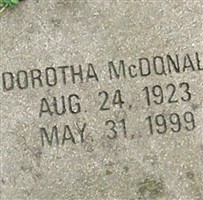 DOROTHA McDONAL
AUG. 24, 1923
MAY. 31, 1999